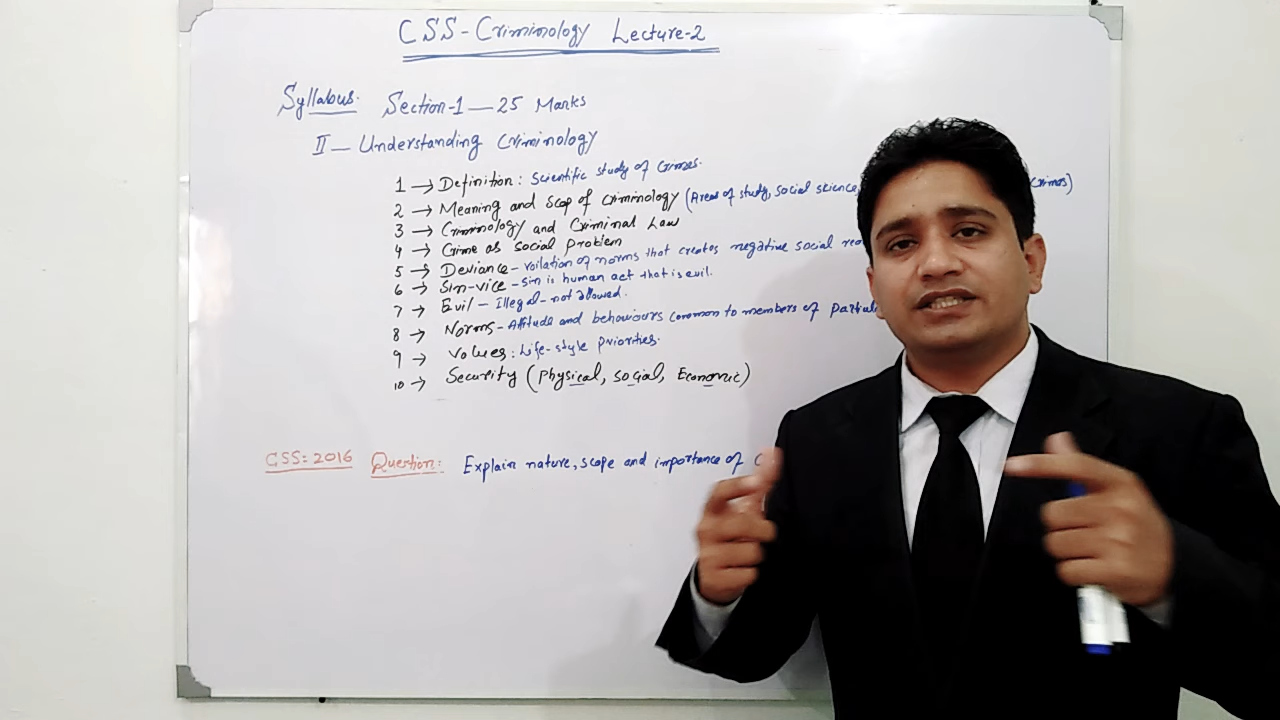 CSS-Criminology Lecture-2
Syllabus. Section-1 — 25 Marks
II — Understanding Criminology
1 → Definition: Scientific study of Crimes.
2 → Meaning and Scop of Criminology (Areas of study, social skience, Crimes)
3 → Criminology and Criminal Law
4 → Crime as social problem
5 → Deviance - voilation of norms that creates negative social
6 → Sin-vice - sin is human act that is evil.
7 → Evil - Illegal - not allowed.
8 → Norms - Attitude and behaviours common to members of
9 → Values: Life-style priorities.
10 → Security (Physical, social, Economic)
CSS: 2016 Question: Explain nature, scope and importance of